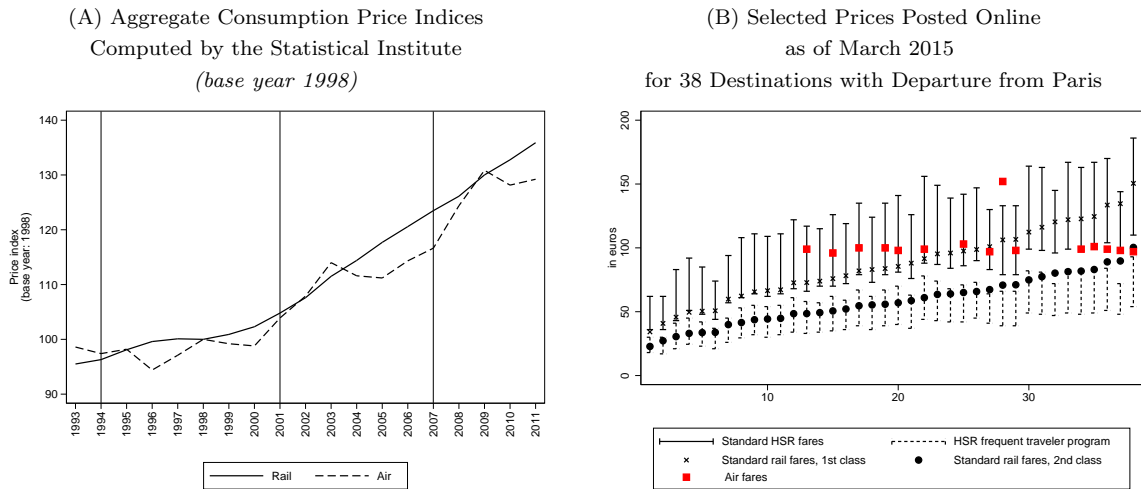 (A) Aggregate Consumption Price Indices
Computed by the Statistical Institute
(base year 1998)
Price index
(base year: 1998)
140
130
120
110
100
90
1993
1994
1995
1996
1997
1998
1999
2000
2001
2002
2003
2004
2005
2006
2007
2008
2009
2010
2011
Rail
Air
(B) Selected Prices Posted Online
as of March 2015
for 38 Destinations with Departure from Paris
in euros
200
150
100
50
0
10
20
30
Standard HSR fares
HSR frequent traveler program
Standard rail fares, 1st class
Standard rail fares, 2nd class
Air fares